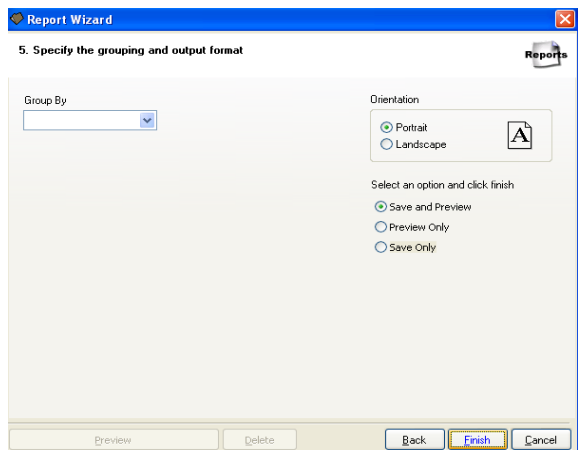 Report Wizard
5. Specify the grouping and output format
Reports
Group By
Orientation
Portrait
Landscape
A
Select an option and click finish
Save and Preview
Preview Only
Save Only
Preview
Delete
Back
Finish
Cancel